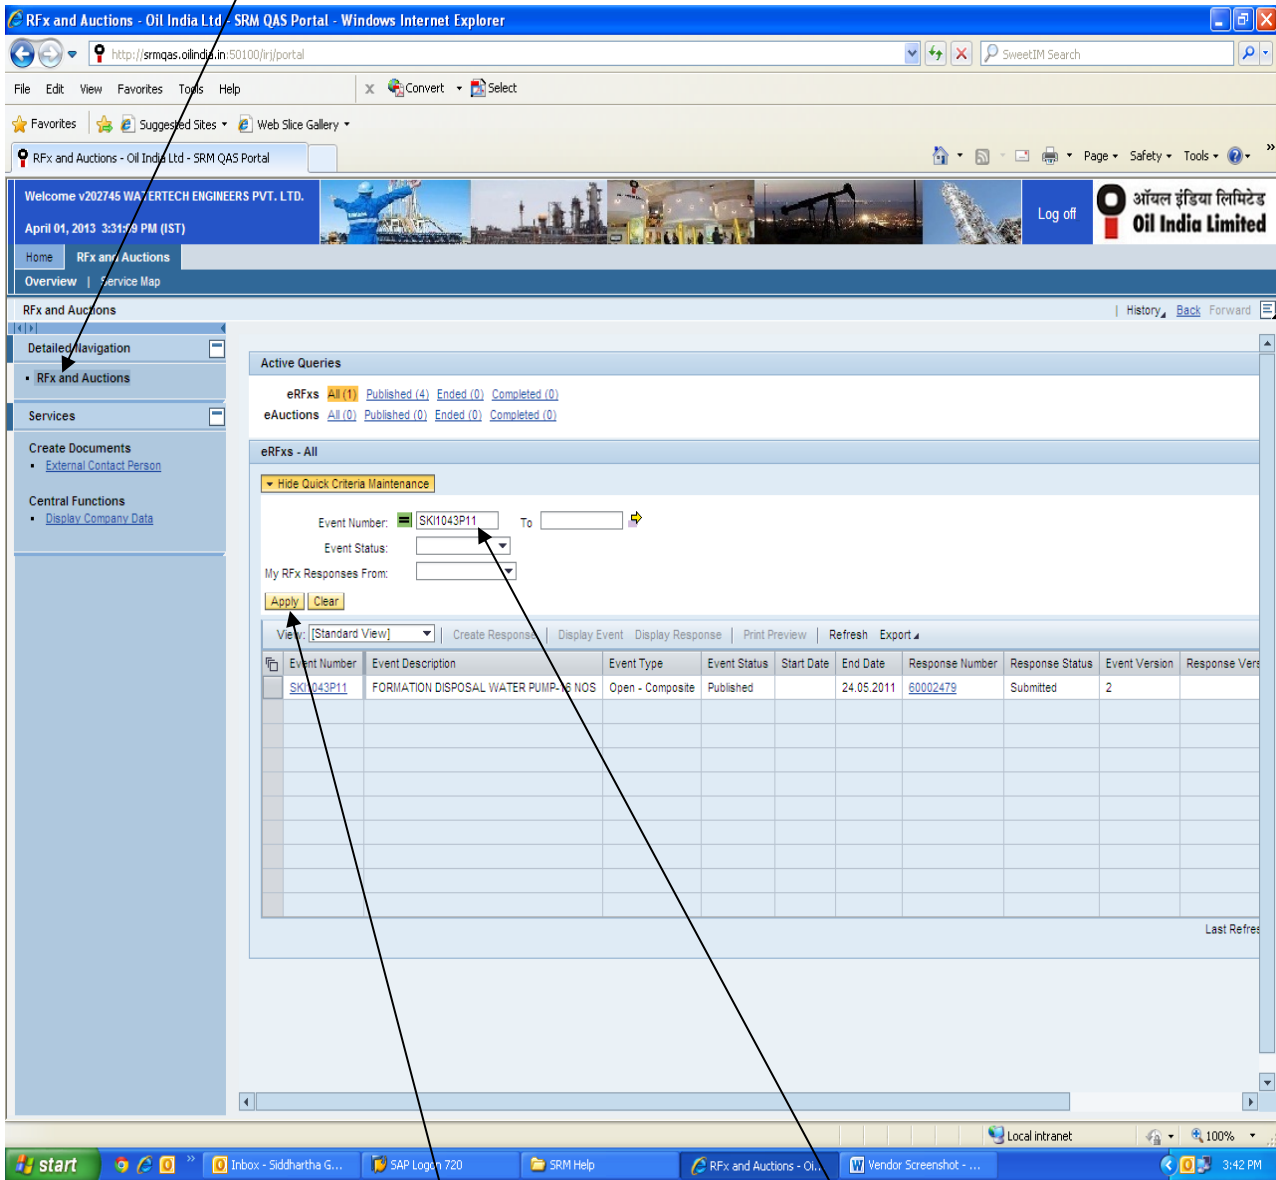 RFx and Auctions - Oil India Ltd - SRM QAS Portal - Windows Internet Explorer
http://srmqas.oilindia.in:50100/irj/portal
SweetIM Search
File Edit View Favorites Tools Help
x Convert Select
Favorites Suggested Sites Web Slice Gallery
RFx and Auctions - Oil India Ltd - SRM QAS Portal
Page Safety Tools »
Welcome v202745 WATERTECH ENGINEERS PVT. LTD.
April 01, 2013 PM (IST)
Log off
ऑयल इंडिया लिमिटेड
Oil India Limited
Home RFx and Auctions
Overview | Service Map
RFx and Auctions
| History Back Forward
Detailed Navigation
RFx and Auctions
Services
Create Documents
External Contact Person
Central Functions
Display Company Data
Active Queries
eRFxs All (1) Published (4) Ended (0) Completed (0)
eAuctions All (0) Published (0) Ended (0) Completed (0)
eRFxs - All
Hide Quick Criteria Maintenance
Event Number: SKI1043P11 To
Event Status:
My RFx Responses From:
Apply Clear
View: [Standard View] Create Response Display Event Display Response Print Preview Refresh Export
Event Number Event Description Event Type Event Status Start Date End Date Response Number Response Status Event Version Response Vers
SKI1043P11 FORMATION DISPOSAL WATER PUMP-16 NOS Open - Composite Published 24.05.2011 60002479 Submitted 2
Last Refres
Local intranet 100%
start » Inbox - Siddhartha G... SAP Logon 720 SRM Help RFx and Auctions - Oi... Vendor Screenshot - ... 3:42 PM